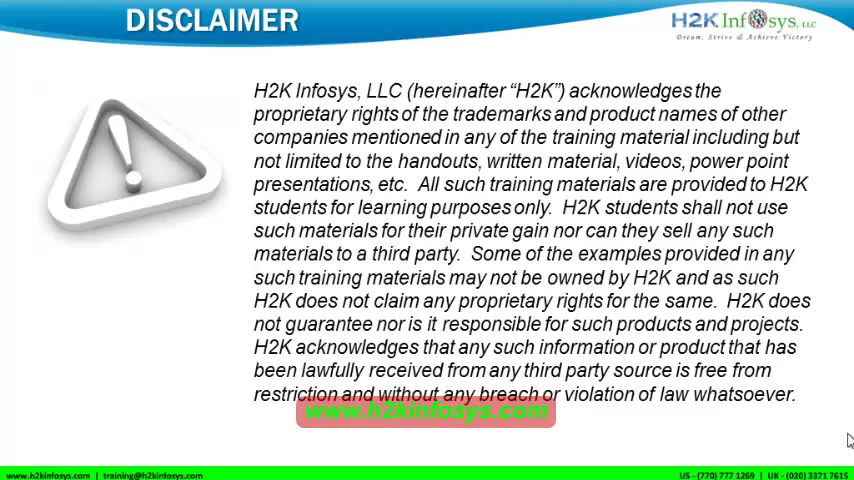 DISCLAIMER
H2K Infosys, LLC
Dream, Strive & Achieve Victory
H2K Infosys, LLC (hereinafter “H2K”) acknowledges the
proprietary rights of the trademarks and product names of other
companies mentioned in any of the training material including but
not limited to the handouts, written material, videos, power point
presentations, etc. All such training materials are provided to H2K
students for learning purposes only. H2K students shall not use
such materials for their private gain nor can they sell any such
materials to a third party. Some of the examples provided in any
such training materials may not be owned by H2K and as such
H2K does not claim any proprietary rights for the same. H2K does
not guarantee nor is it responsible for such products and projects.
H2K acknowledges that any such information or product that has
been lawfully received from any third party source is free from
restriction and without any breach or violation of law whatsoever.
www.h2kinfosys.com
www.h2kinfosys.com | training@h2kinfosys.com
US - (770) 777 1269 | UK - (020) 3371 7615